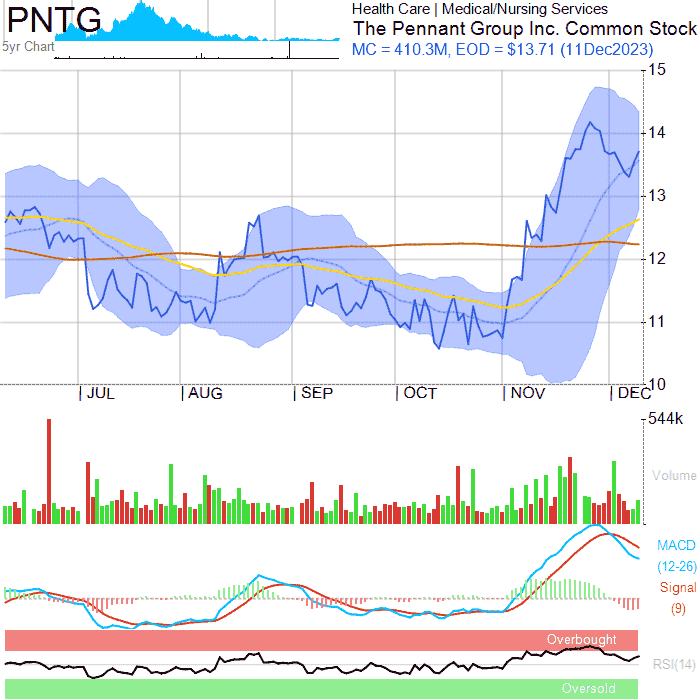 PNTG
5yr Chart
Health Care | Medical/Nursing Services
The Pennant Group Inc. Common Stock
MC = 410.3M, EOD = $13.71 (11Dec2023)
15
14
13
12
11
10
JUL AUG SEP OCT NOV DEC
544k
Volume
MACD
(12-26)
Signal
(9)
Overbought
RSI(14)
Oversold